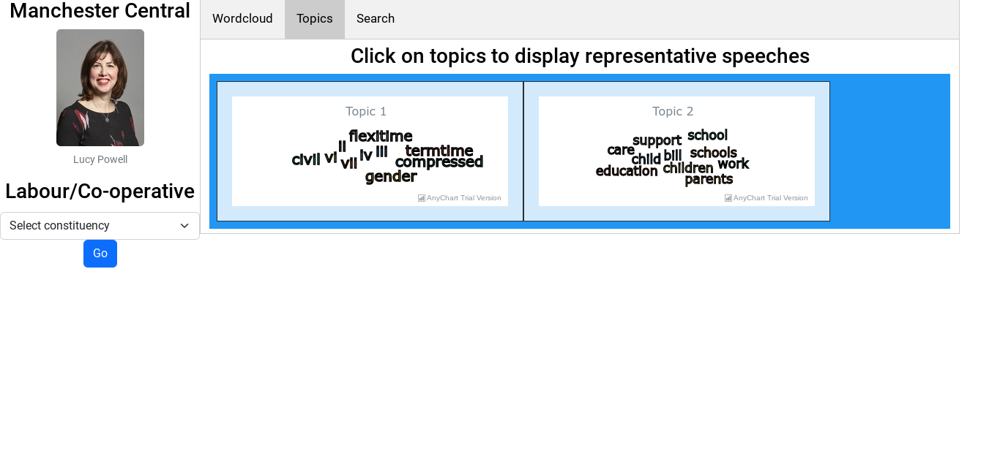 Manchester Central
Lucy Powell
Labour/Co-operative
Select constituency
Go
Wordcloud Topics Search
Click on topics to display representative speeches
Topic 1
flexitime
ii iii termtime
civil vi iv compressed
vii
gender
AnyChart Trial Version
Topic 2
support school
care schools
child bill work
education children
parents
AnyChart Trial Version